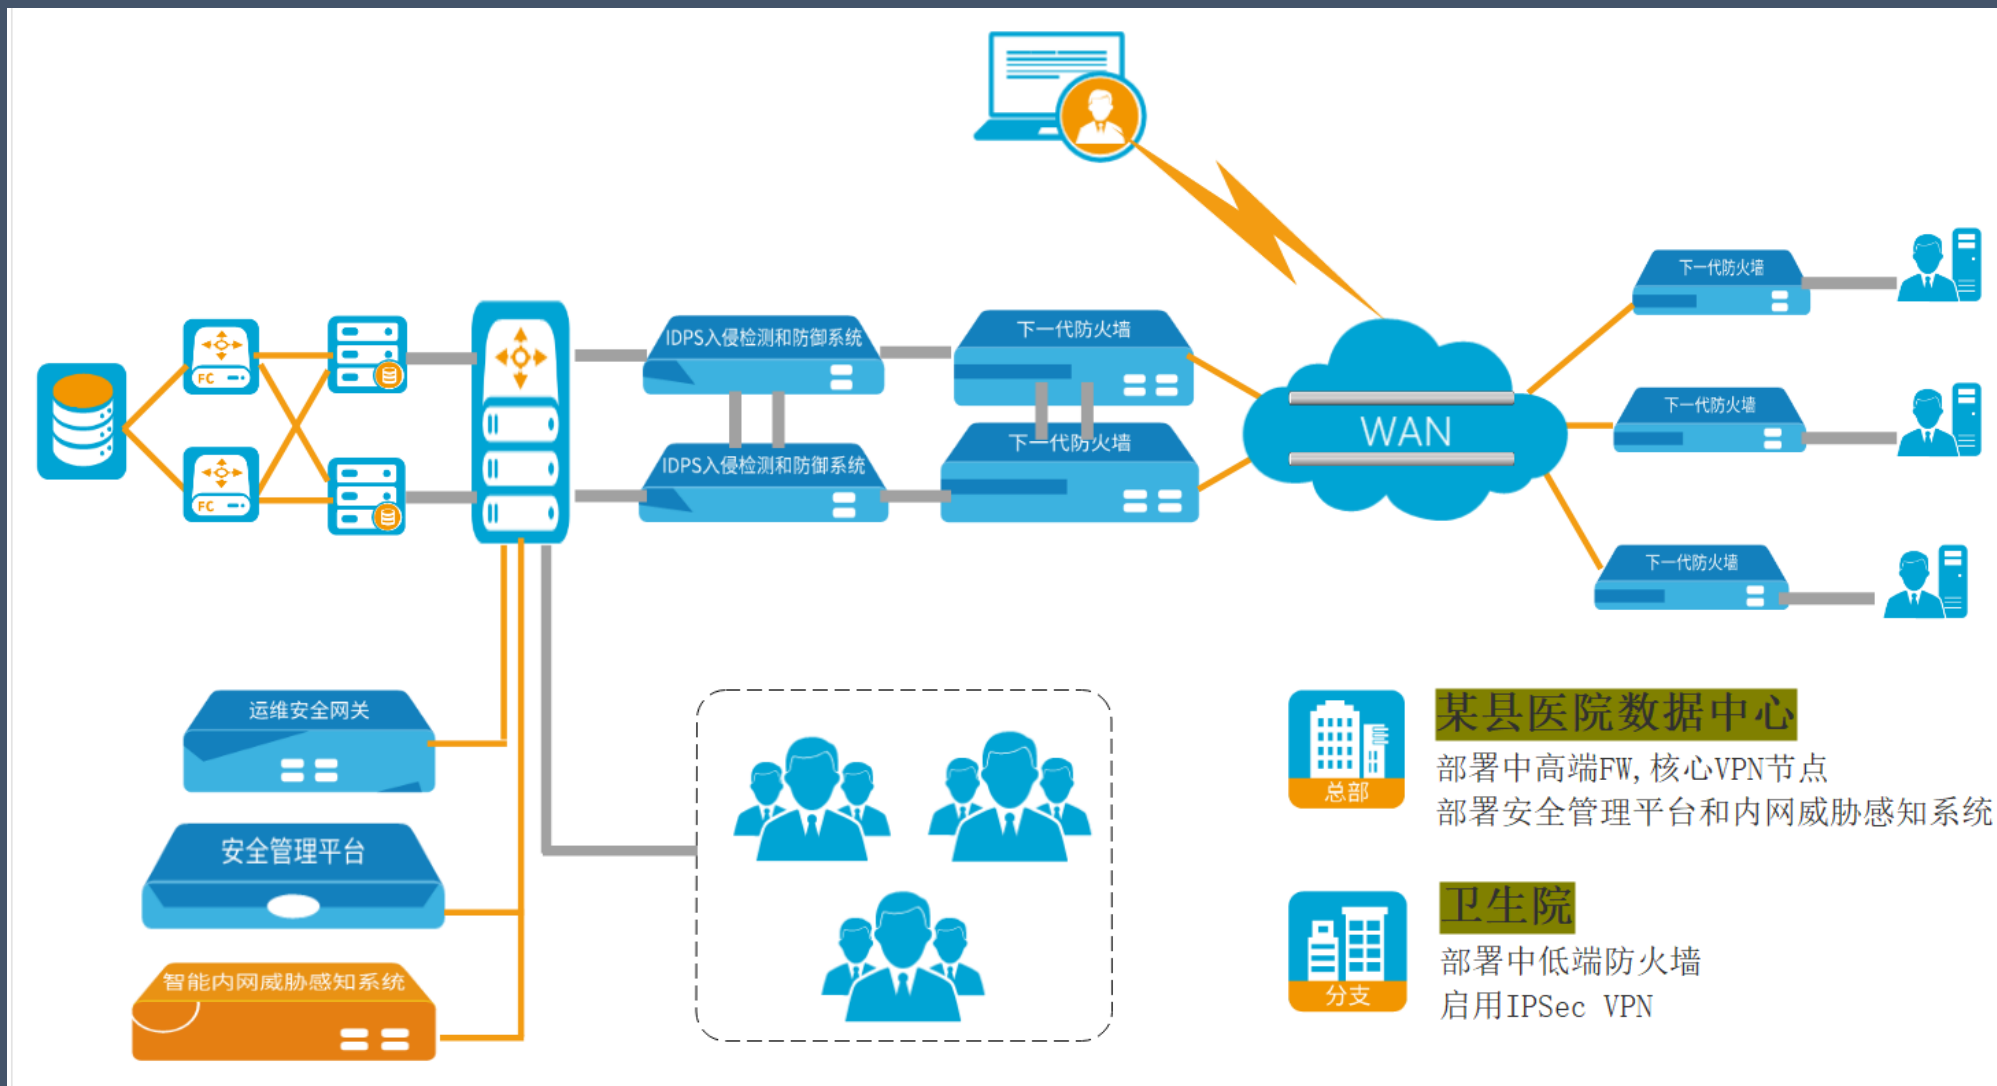 下一代防火墙
IDPS入侵检测和防御系统
下一代防火墙
FC
WAN
下一代防火墙
下一代防火墙
IDPS入侵检测和防御系统
FC
下一代防火墙
运维安全网关
安全管理平台
智能内网威胁感知系统
总部
某县医院数据中心
部署中高端FW,核心VPN节点
部署安全管理平台和内网威胁感知系统
分支
卫生院
部署中低端防火墙
启用IPSec VPN